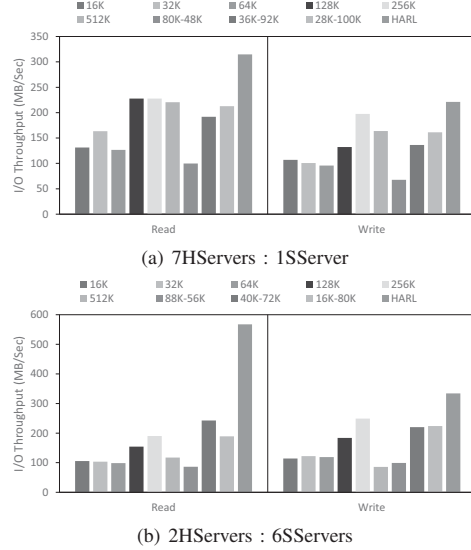 16K 32K 64K 128K 256K
512K 80K-48K 36K-92K 28K-100K HARL
350
300
250
200
150
100
50
0
I/O Throughput (MB/Sec)
Read Write
(a) 7HServers : 1SServer
16K 32K 64K 128K 256K
512K 88K-56K 40K-72K 16K-80K HARL
600
500
400
300
200
100
0
I/O Throughput (MB/Sec)
Read Write
(b) 2HServers : 6SServers